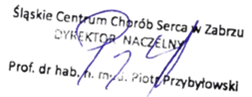 Śląskie Centrum Chorób Serca w Zabrzu
DYREKTOR NACZELNY
Prof. dr hab. n. med. Piotr Przybyłowski